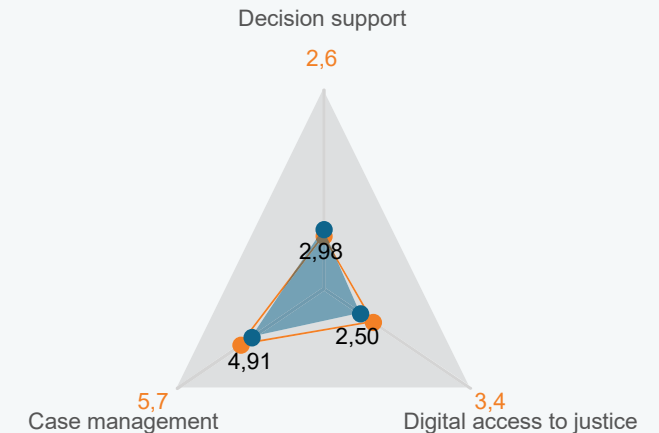 Decision support
2,6
2,98
2,50
4,91
5,7
3,4
Case management
Digital access to justice